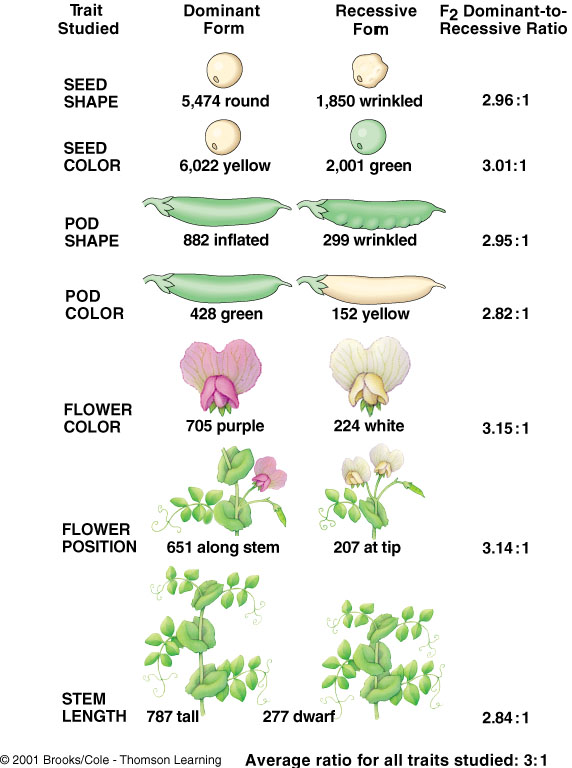 Trait Studied
Dominant Form
Recessive Fom
F2 Dominant-to-Recessive Ratio
SEED SHAPE
5,474 round
1,850 wrinkled
2.96:1
SEED COLOR
6,022 yellow
2,001 green
3.01:1
POD SHAPE
882 inflated
299 wrinkled
2.95:1
POD COLOR
428 green
152 yellow
2.82:1
FLOWER COLOR
705 purple
224 white
3.15:1
FLOWER POSITION
651 along stem
207 at tip
3.14:1
STEM LENGTH
787 tall
277 dwarf
2.84:1
© 2001 Brooks/Cole - Thomson Learning
Average ratio for all traits studied: 3:1